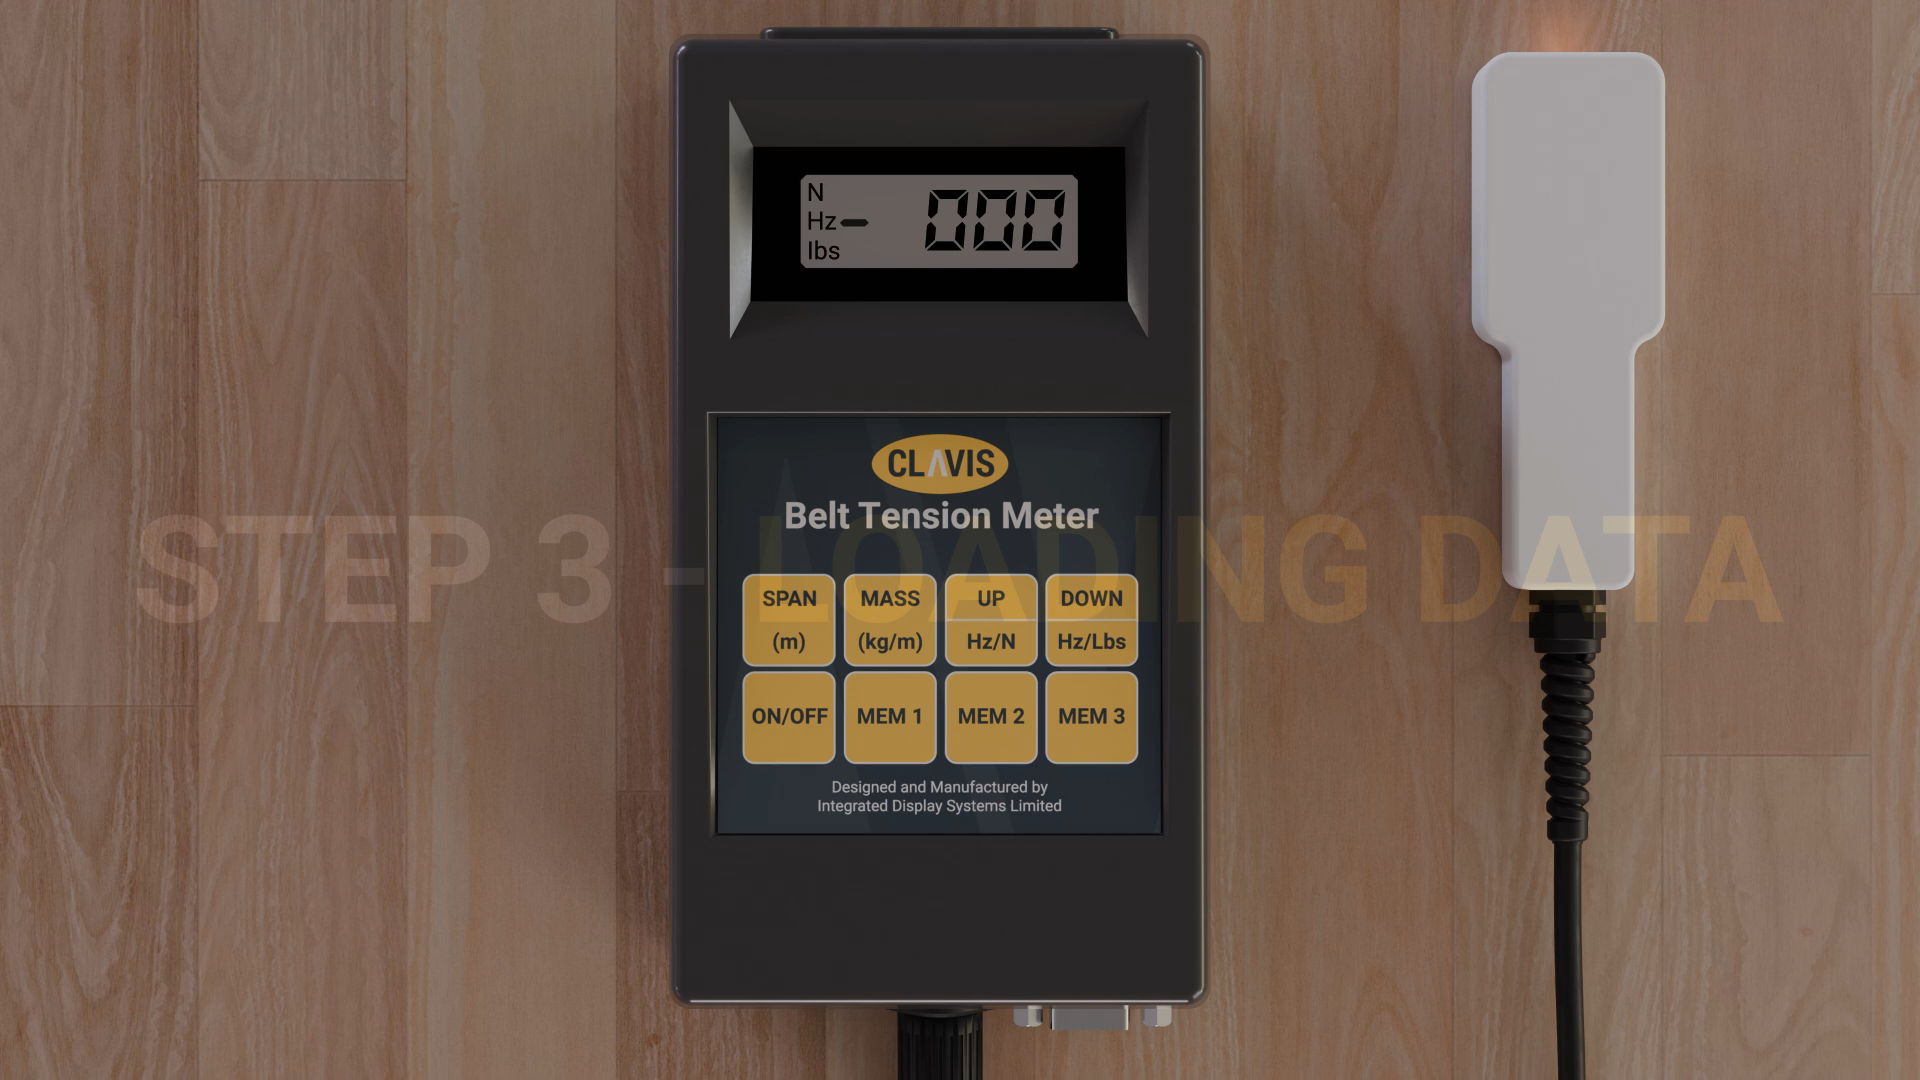 N
Hz
lbs
000
CLAVIS
Belt Tension Meter
STEP 3 - LOADING DATA
SPAN
(m)
MASS
(kg/m)
UP
Hz/N
DOWN
Hz/Lbs
ON/OFF
MEM 1
MEM 2
MEM 3
Designed and Manufactured by
Integrated Display Systems Limited